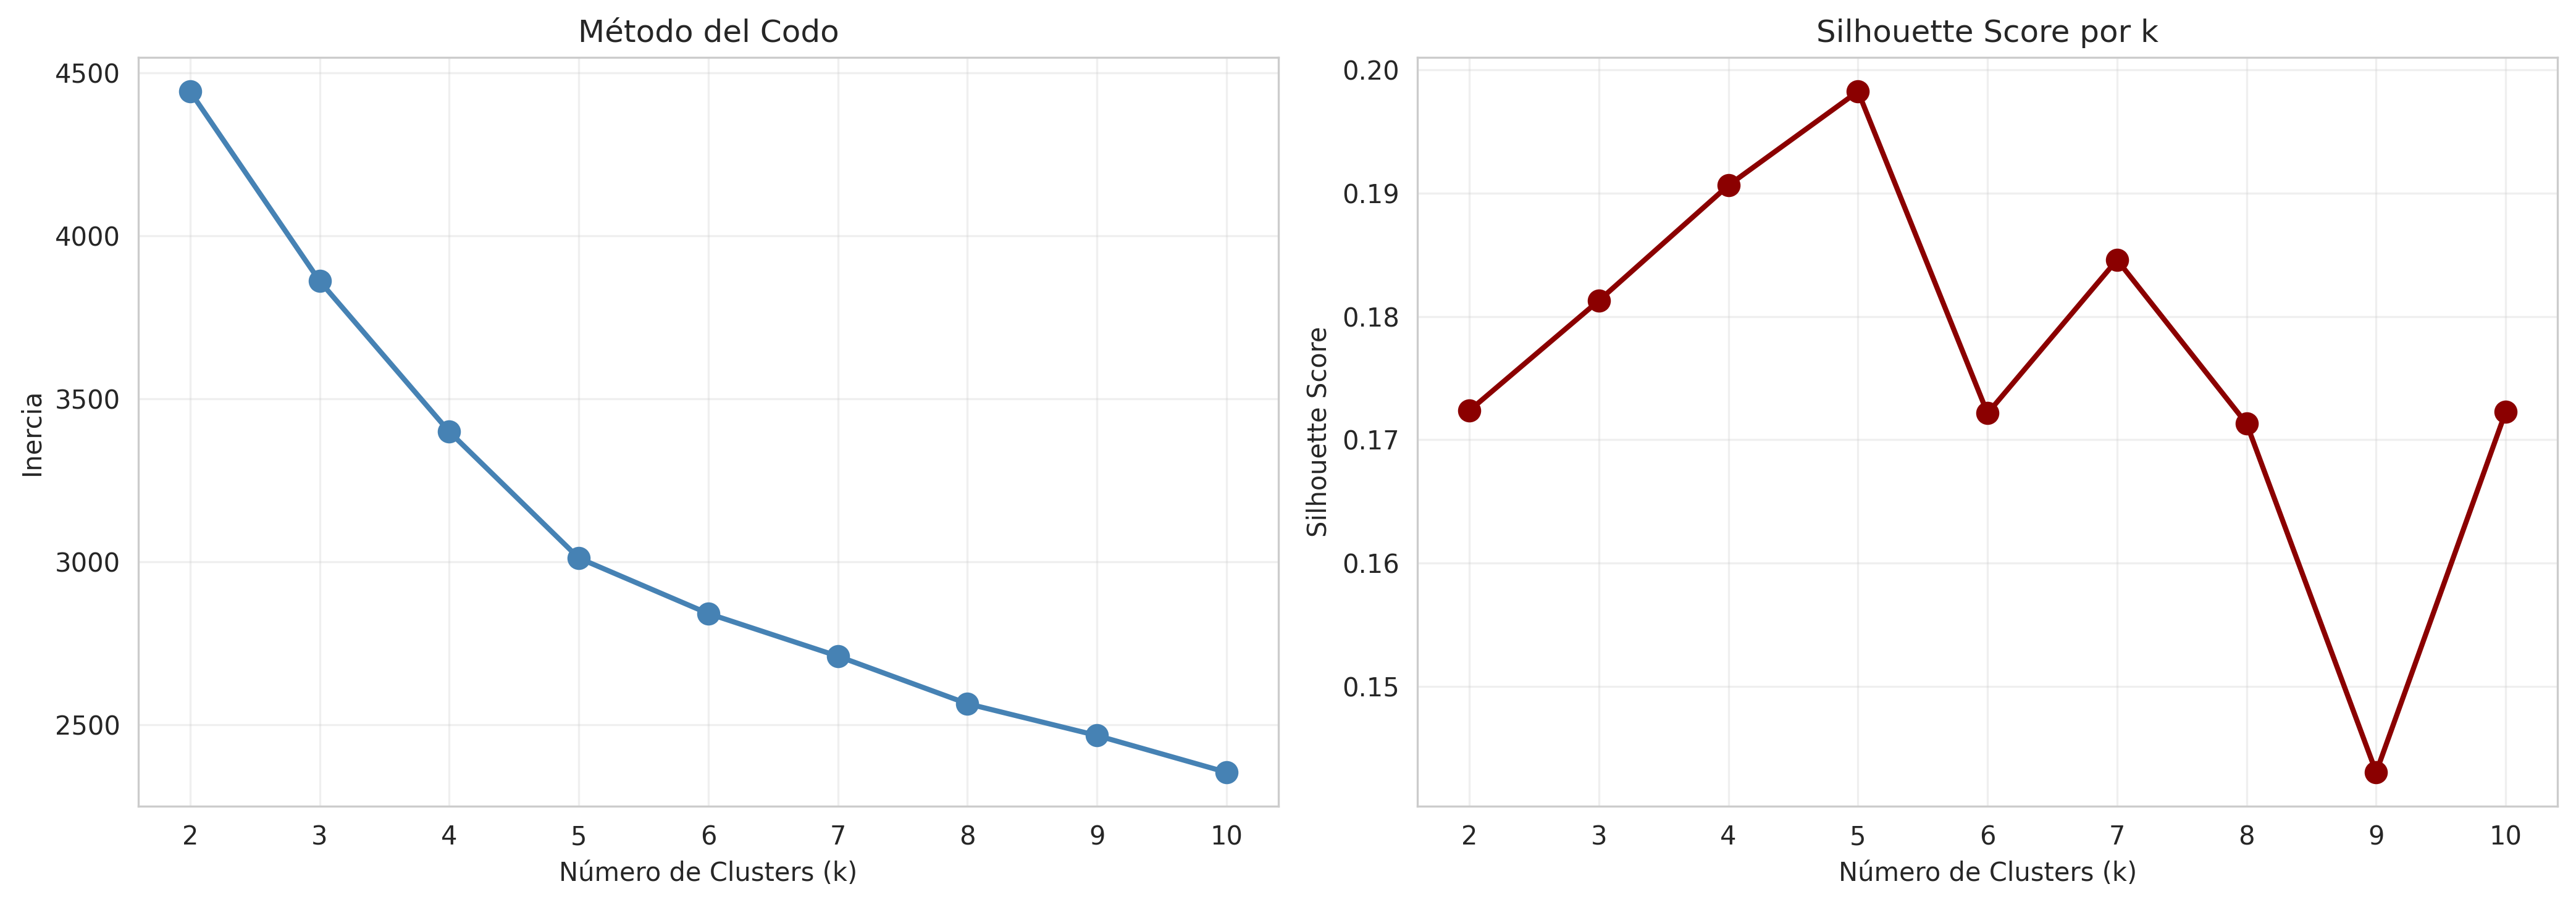 Método del Codo
4500
4000
3500
3000
2500
Inercia
2 3 4 5 6 7 8 9 10
Número de Clusters (k)
Silhouette Score por k
0.20
0.19
0.18
0.17
0.16
0.15
Silhouette Score
2 3 4 5 6 7 8 9 10
Número de Clusters (k)